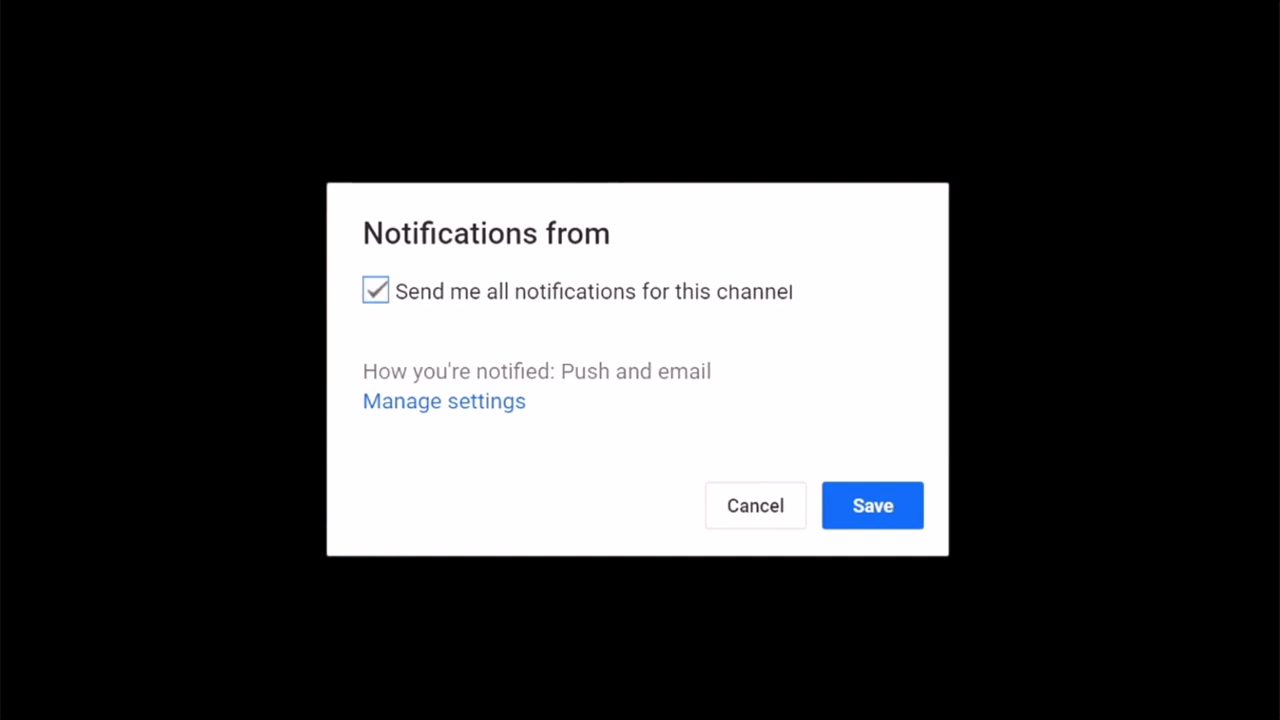 Notifications from
Send me all notifications for this channel
How you're notified: Push and email
Manage settings
Cancel Save